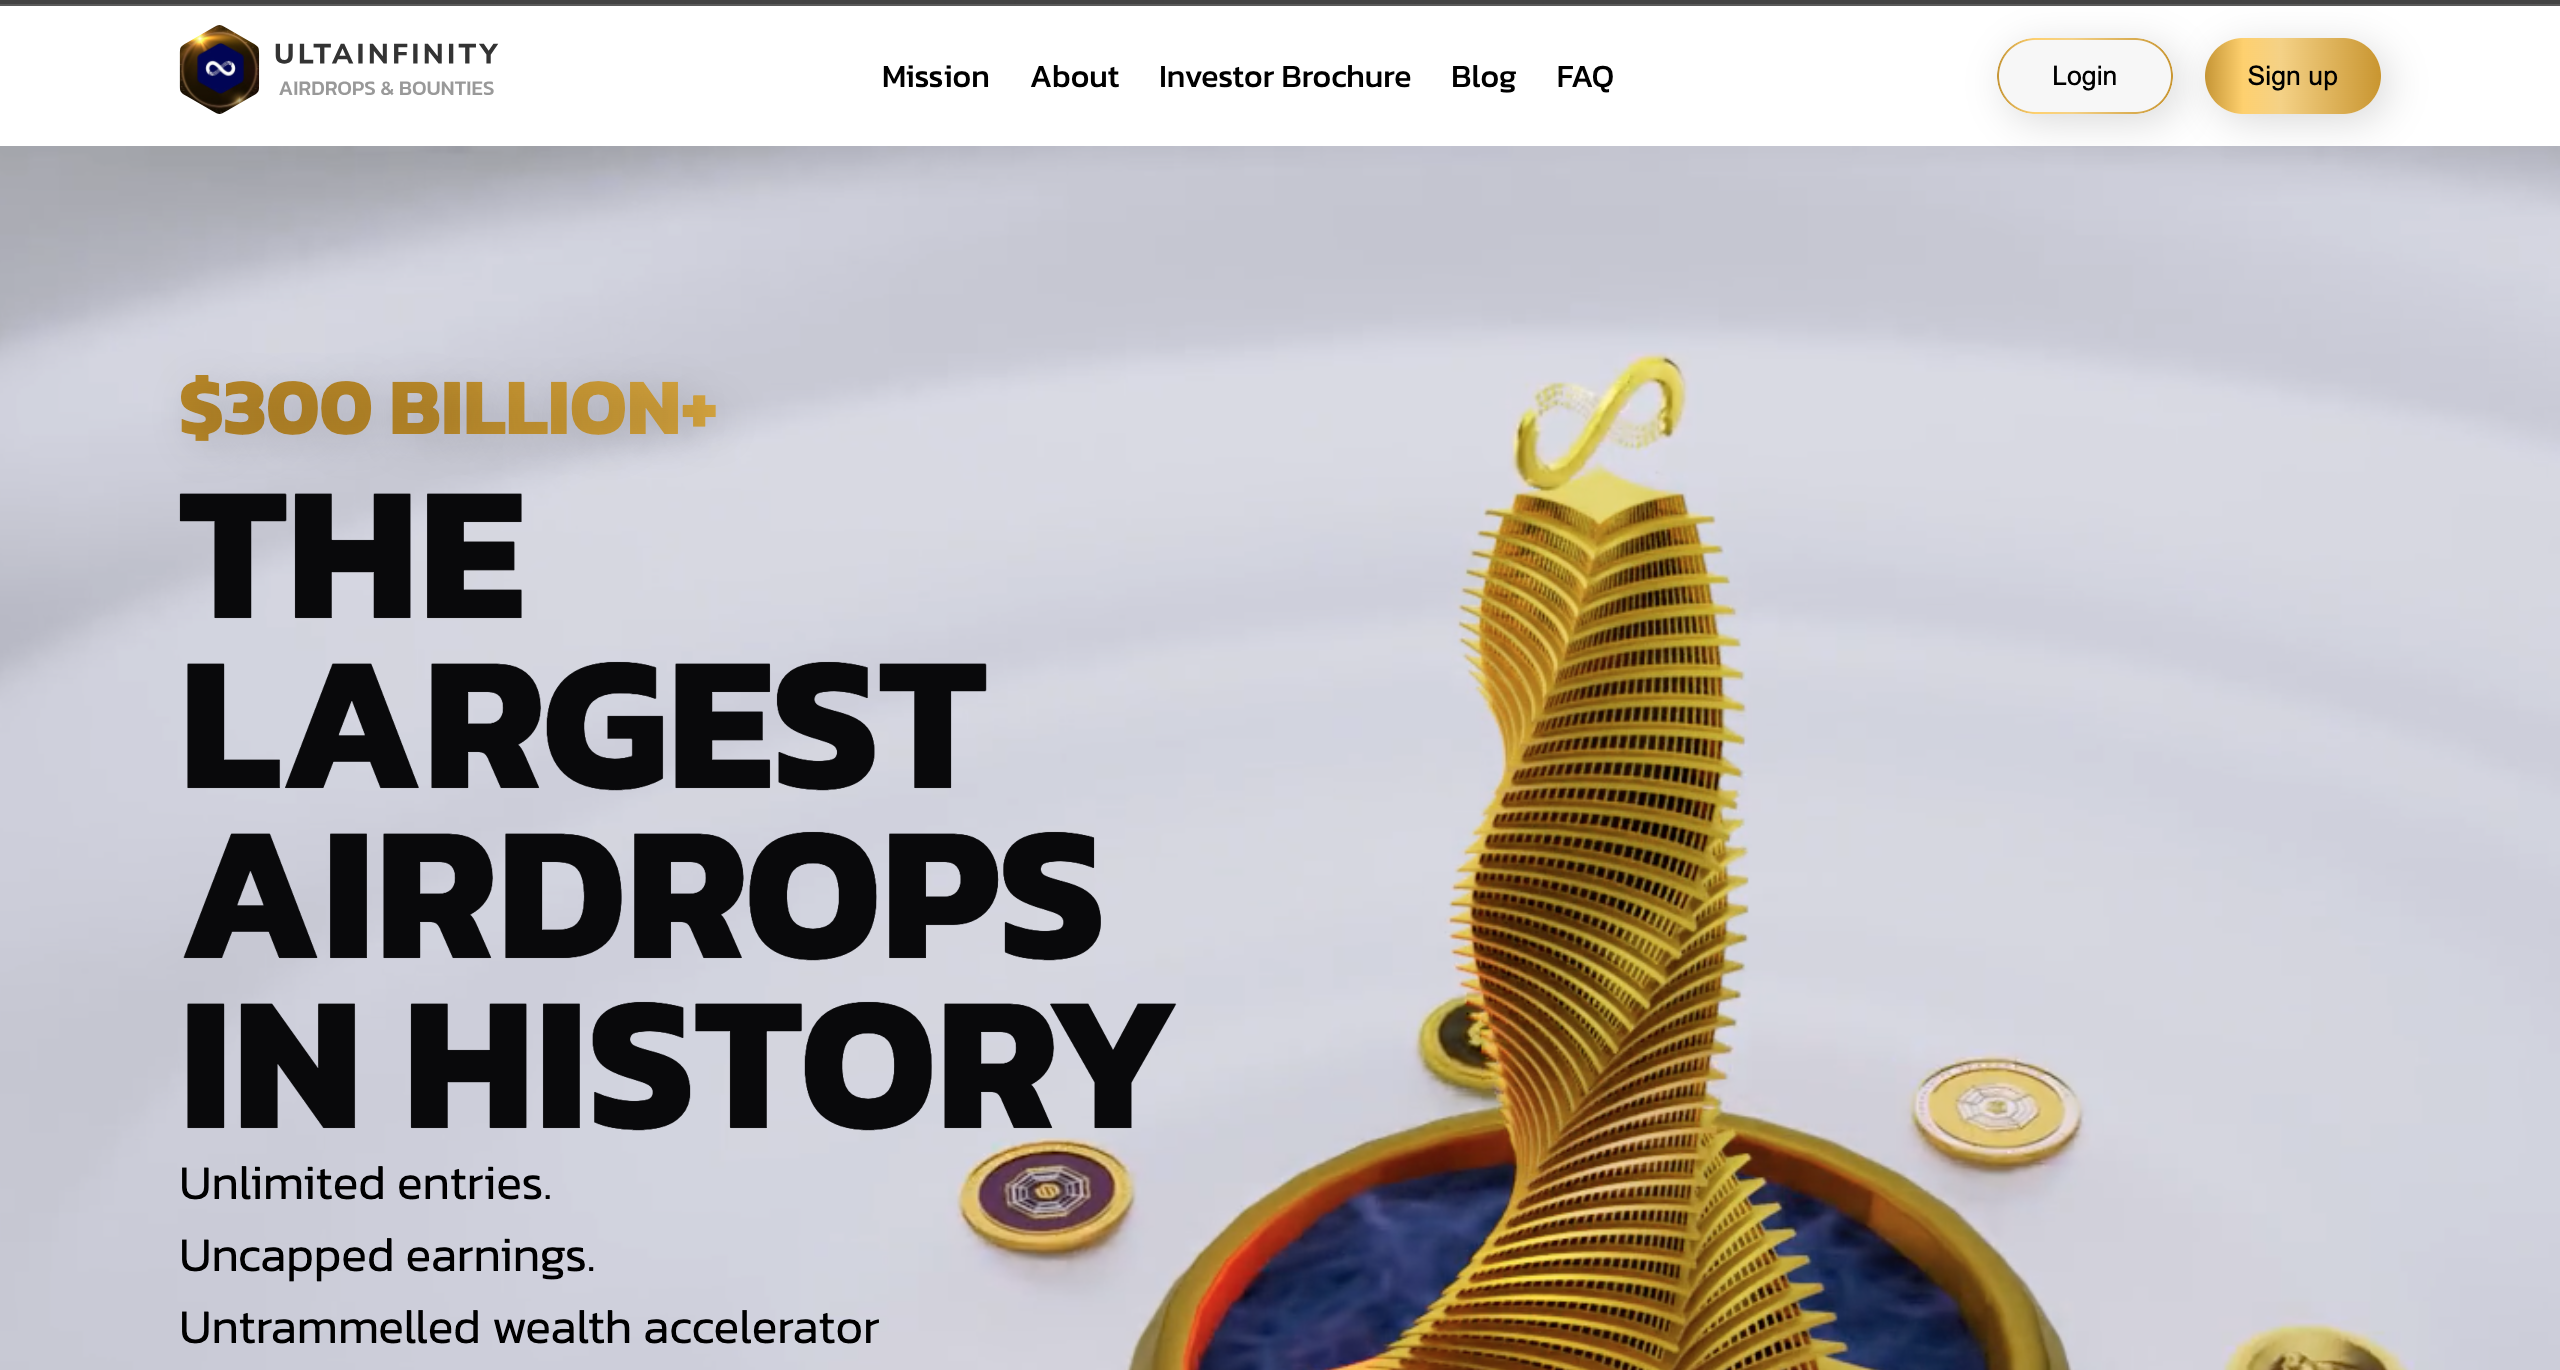 ULTAINFINITY
AIRDROPS & BOUNTIES
Mission About Investor Brochure Blog FAQ
Login Sign up
$300 BILLION+
THE
LARGEST
AIRDROPS
IN HISTORY
Unlimited entries.
Uncapped earnings.
Untrammelled wealth accelerator